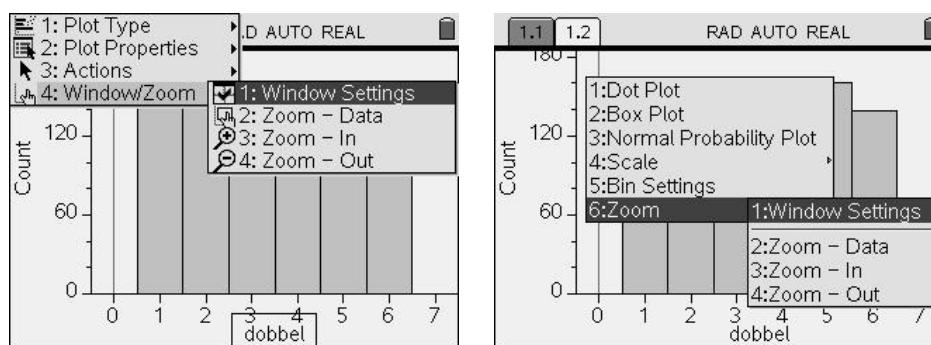 1: Plot Type
2: Plot Properties
3: Actions
4: Window/Zoom
.D AUTO REAL
1: Window Settings
2: Zoom – Data
3: Zoom – In
4: Zoom – Out
Count
120
60
0
0 1 2 3 4 5 6 7
dobbel
1.1 1.2 RAD AUTO REAL
180
1:Dot Plot
2:Box Plot
3:Normal Probability Plot
4:Scale
5:Bin Settings
6:Zoom
1:Window Settings
2:Zoom – Data
3:Zoom – In
4:Zoom – Out
Count
120
60
0
0 1 2 3 4 5 6 7
dobbel